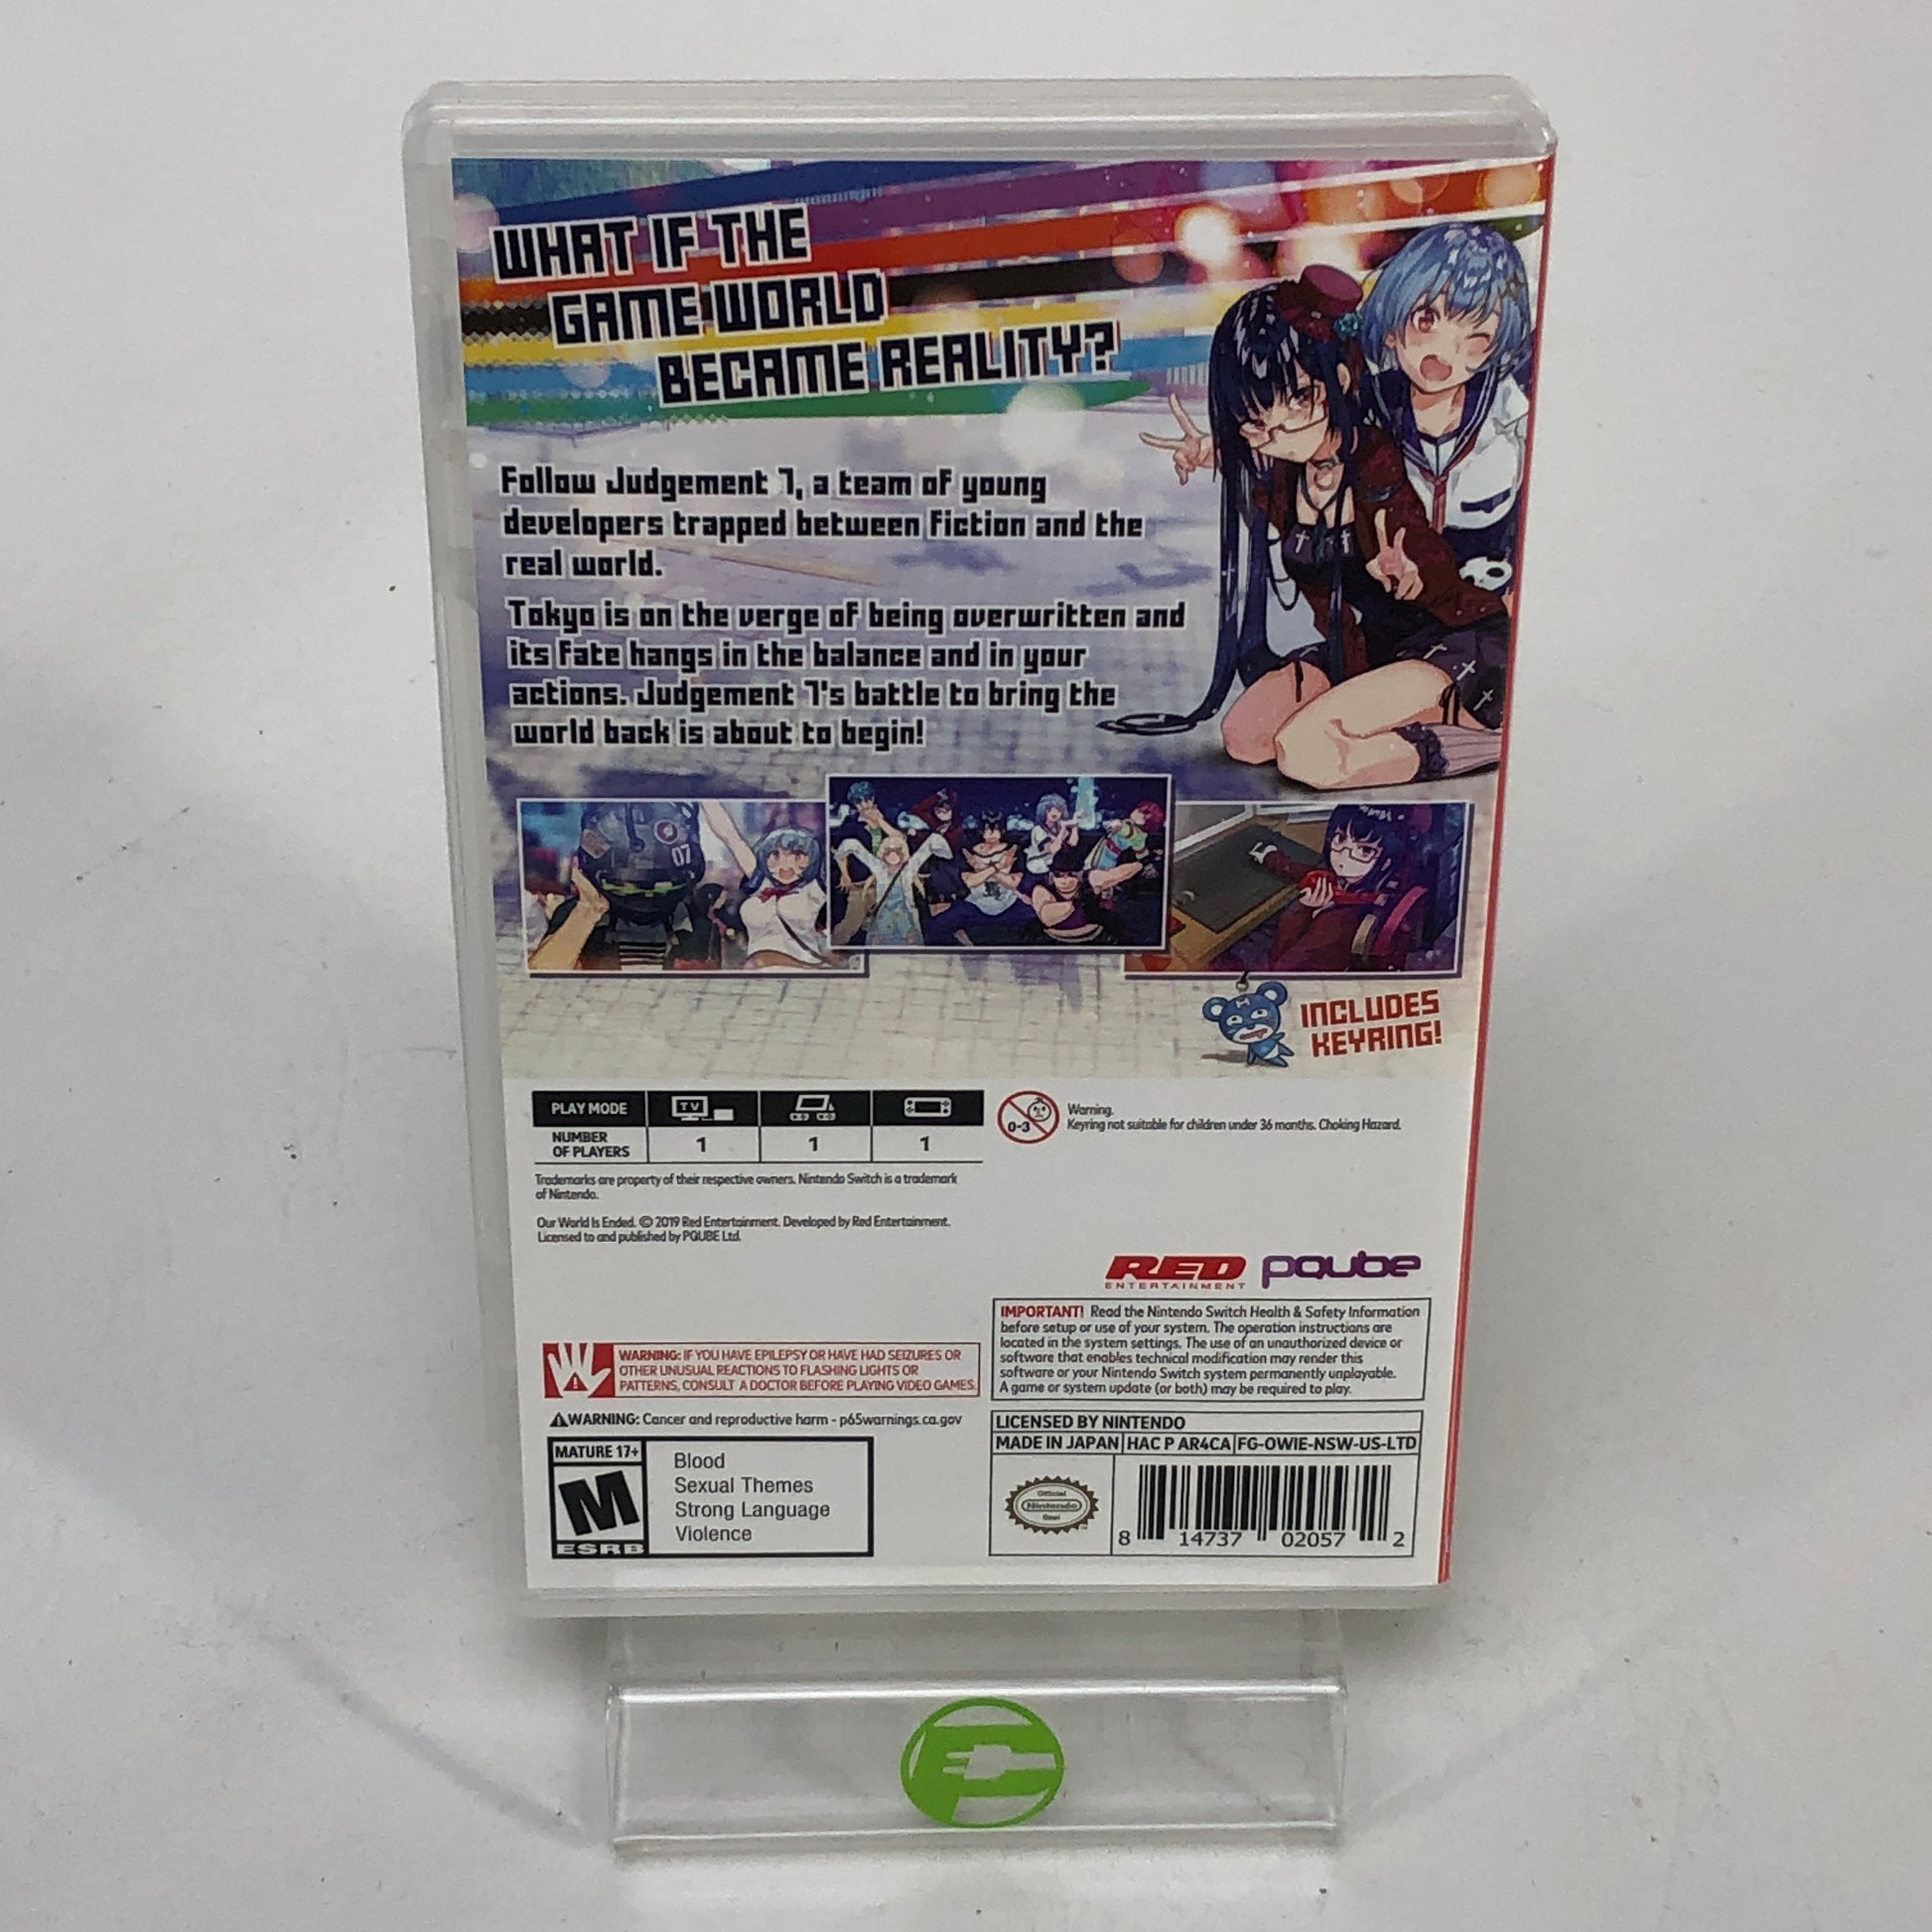 WHAT IF THE
GAME WORLD
BECAME REALITY?
Follow Judgement 7, a team of young
developers trapped between fiction and the
real world.
Tokyo is on the verge of being overwritten and
its fate hangs in the balance and in your
actions. Judgement 7's battle to bring the
world back is about to begin!
07
INCLUDES
KEYRING!
PLAY MODE
TV
NUMBER
OF PLAYERS
1
1
1
0-3
Warning.
Keyring not suitable for children under 36 months. Choking Hazard.
Trademarks are property of their respective owners. Nintendo Switch is a trademark
of Nintendo.
Our World Is Ended. © 2019 Red Entertainment. Developed by Red Entertainment.
Licensed to and published by PQUBE Ltd.
RED
ENTERTAINMENT
pqube
IMPORTANT! Read the Nintendo Switch Health & Safety Information
before setup or use of your system. The operation instructions are
located in the system settings. The use of an unauthorized device or
software that enables technical modification may render this
software or your Nintendo Switch system permanently unplayable.
A game or system update (or both) may be required to play.
WARNING: IF YOU HAVE EPILEPSY OR HAVE HAD SEIZURES OR
OTHER UNUSUAL REACTIONS TO FLASHING LIGHTS OR
PATTERNS, CONSULT A DOCTOR BEFORE PLAYING VIDEO GAMES.
WARNING: Cancer and reproductive harm - p65warnings.ca.gov
MATURE 17+
M
ESRB
Blood
Sexual Themes
Strong Language
Violence
LICENSED BY NINTENDO
MADE IN JAPAN HAC P AR4CA FG-OWIE-NSW-US-LTD
Official
Nintendo
Seal
8 14737 02057 2